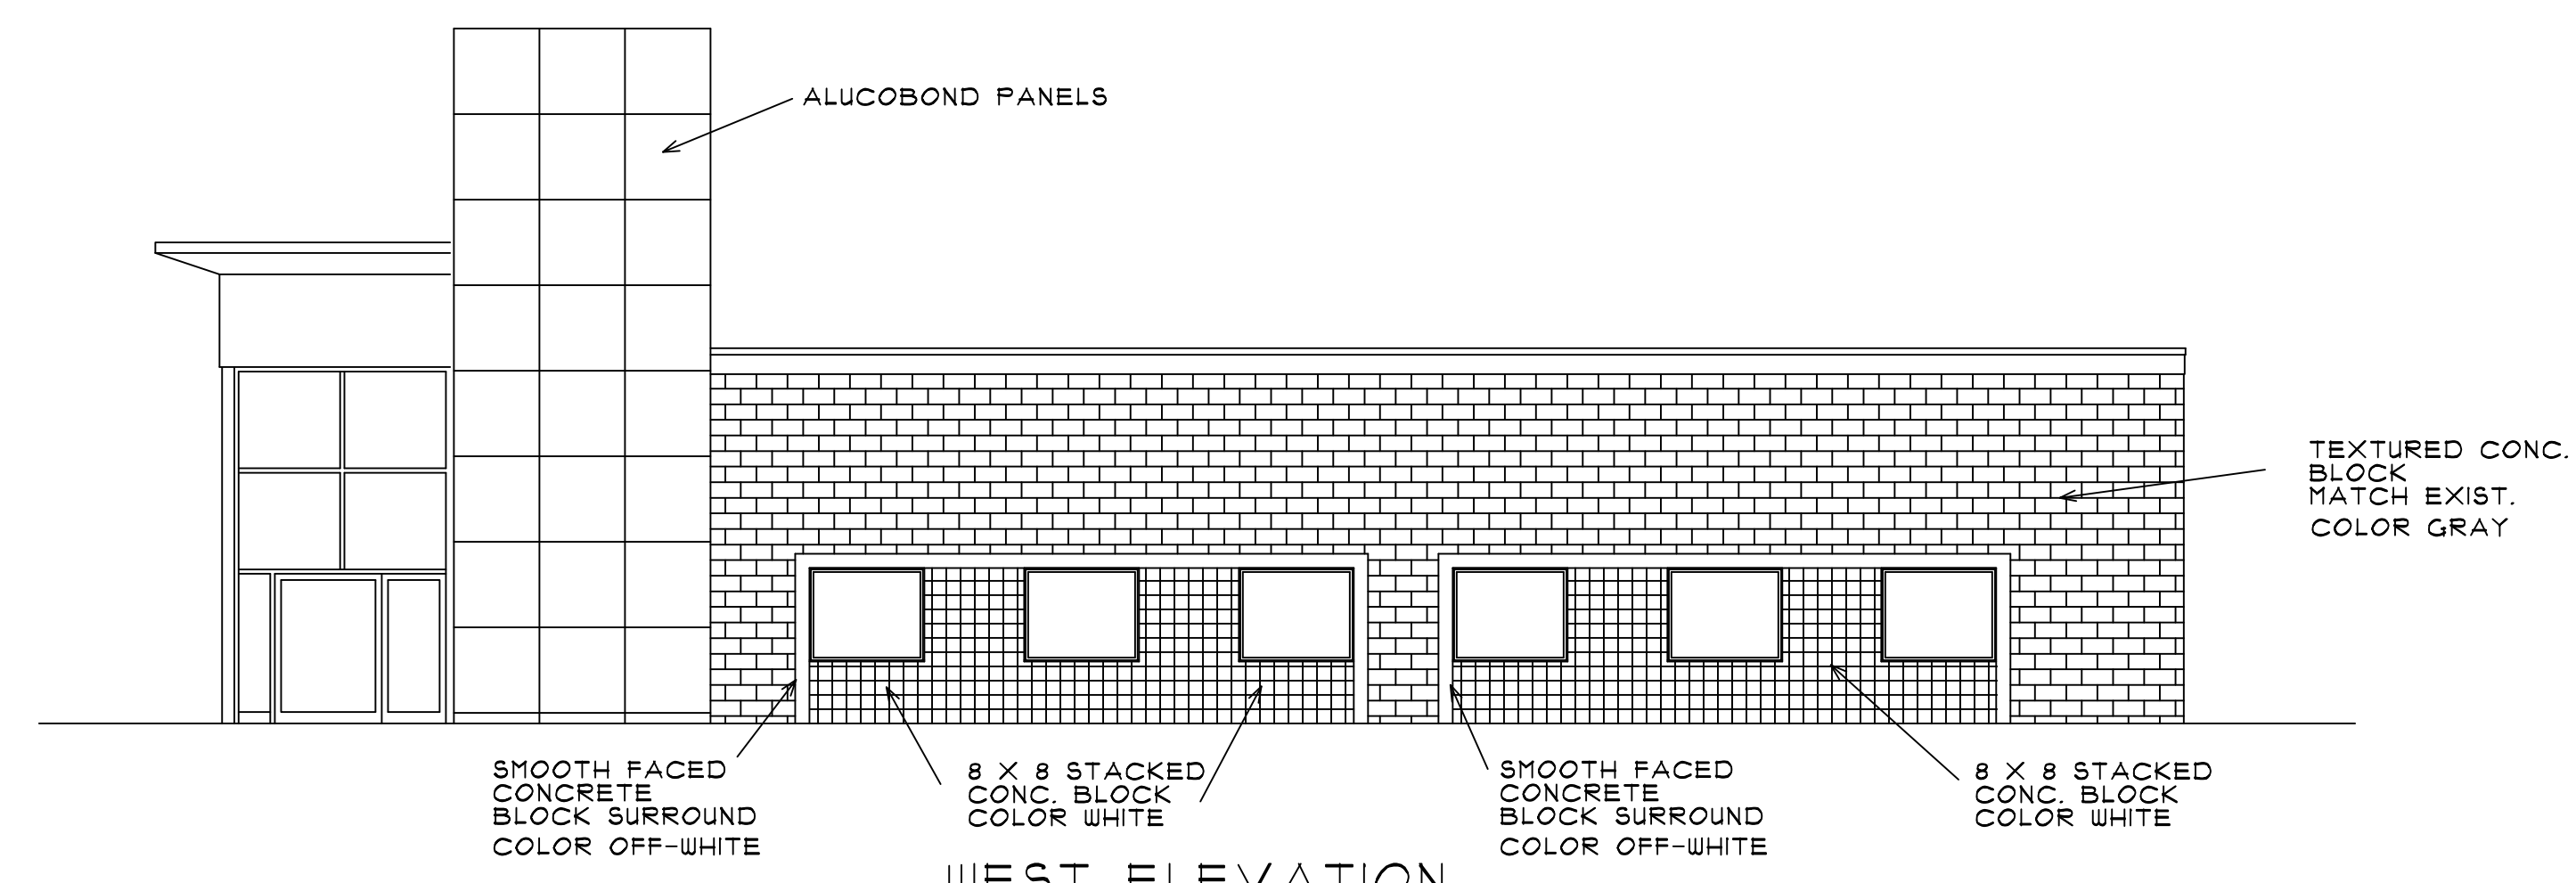 ALUCOBOND PANELS
TEXTURED CONC.
BLOCK
MATCH EXIST.
COLOR GRAY
SMOOTH FACED
CONCRETE
BLOCK SURROUND
COLOR OFF-WHITE
8 X 8 STACKED
CONC. BLOCK
COLOR WHITE
SMOOTH FACED
CONCRETE
BLOCK SURROUND
COLOR OFF-WHITE
8 X 8 STACKED
CONC. BLOCK
COLOR WHITE
WEST ELEVATION